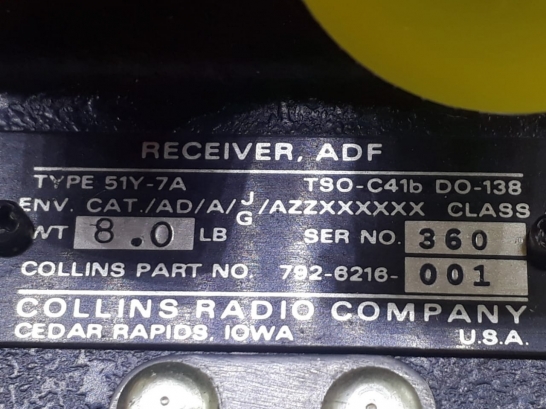 RECEIVER, ADF
TYPE 51Y-7A TSO-C41b DO-138
ENV. CAT./AD/A/J/G/AZZXXXXXX CLASS
WT 8.0 LB SER NO. 360
COLLINS PART NO. 792-6216-001
COLLINS RADIO COMPANY
CEDAR RAPIDS, IOWA U.S.A.